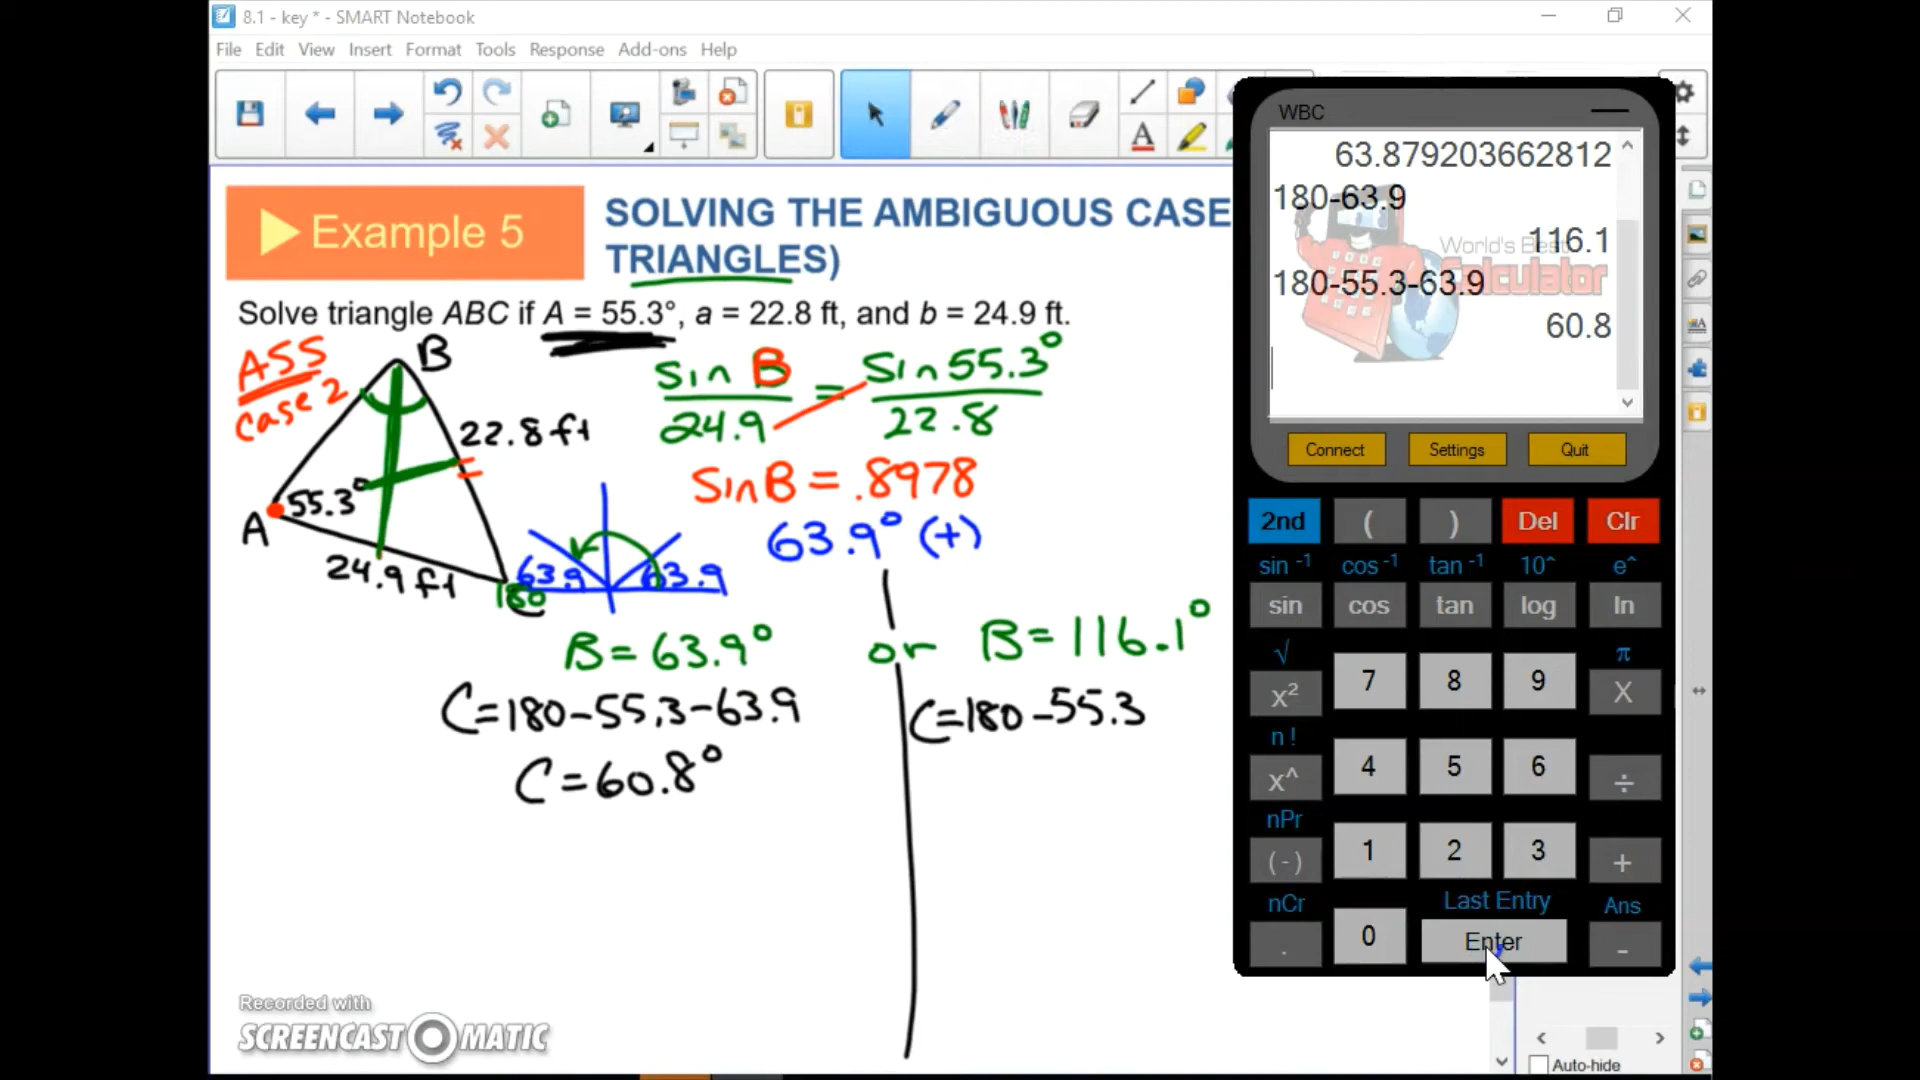 8.1 - key * - SMART Notebook
File Edit View Insert Format Tools Response Add-ons Help
Example 5
SOLVING THE AMBIGUOUS CASE
TRIANGLES)
Solve triangle ABC if A = 55.3°, a = 22.8 ft, and b = 24.9 ft.
ASS
case 2
B
22.8 ft
55.3°
A
24.9 ft
C
sin B = sin 55.3°
24.9 22.8
sin B = .8978
63.9° (+)
63.9 63.9
180
B = 63.9° or B = 116.1°
C = 180 - 55.3 - 63.9
C = 60.8°
C = 180 - 55.3
Recorded with
SCREENCAST MATIC
WBC
63.879203662812
180-63.9
116.1
180-55.3-63.9
60.8
World's Best
Calculator
Connect Settings Quit
2nd ( ) Del Clr
sin -1 cos -1 tan -1 10^ e^
sin cos tan log ln
√ π
x² 7 8 9 X
n !
x^ 4 5 6 ÷
nPr
(-) 1 2 3 +
nCr Last Entry Ans
. 0 Enter -
Auto-hide